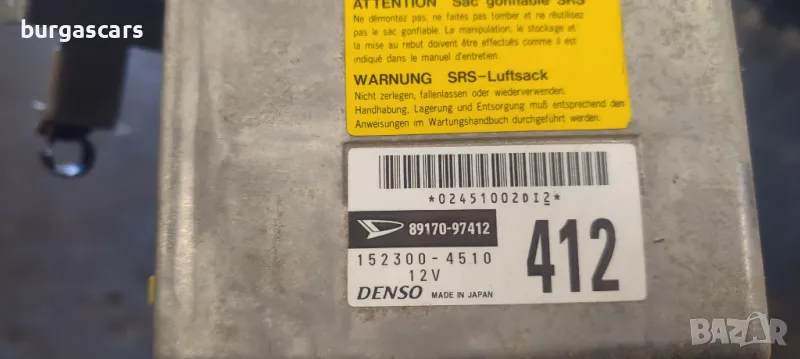 burgascars
ATTENTION Sac gonflable SRS
Ne démontez pas, ne faites pas tomber et ne réutilisez
pas le sac gonflable. La manipulation, le stockage et
la mise au rebut doivent être effectués comme il est
indiqué dans le manuel d'entretien.
WARNUNG SRS-Luftsack
Nicht zerlegen, fallenlassen oder wiederverwenden.
Handhabung, Lagerung und Entsorgung muß entsprechend den
Anweisungen im Wartungshandbuch durchgeführt werden.
*02451002DI2*
89170-97412
152300-4510
12V
412
DENSO MADE IN JAPAN
BAZAR